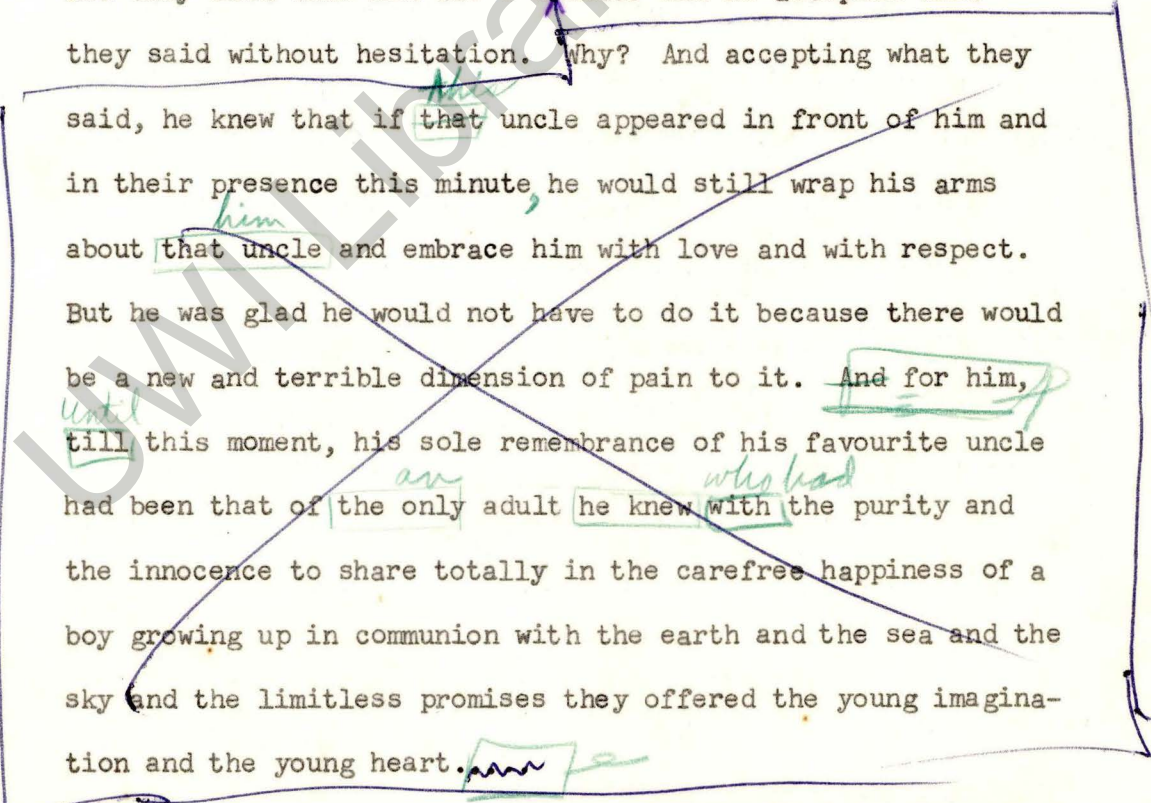 they said without hesitation. Why? And accepting what they
this
said, he knew that if that uncle appeared in front of him and
in their presence this minute, he would still wrap his arms
him
about that uncle and embrace him with love and with respect.
But he was glad he would not have to do it because there would
be a new and terrible dimension of pain to it. And for him,
until
till this moment, his sole remembrance of his favourite uncle
an who had
had been that of the only adult he knew with the purity and
the innocence to share totally in the carefree happiness of a
boy growing up in communion with the earth and the sea and the
sky and the limitless promises they offered the young imagina-
tion and the young heart.
UWI Librar